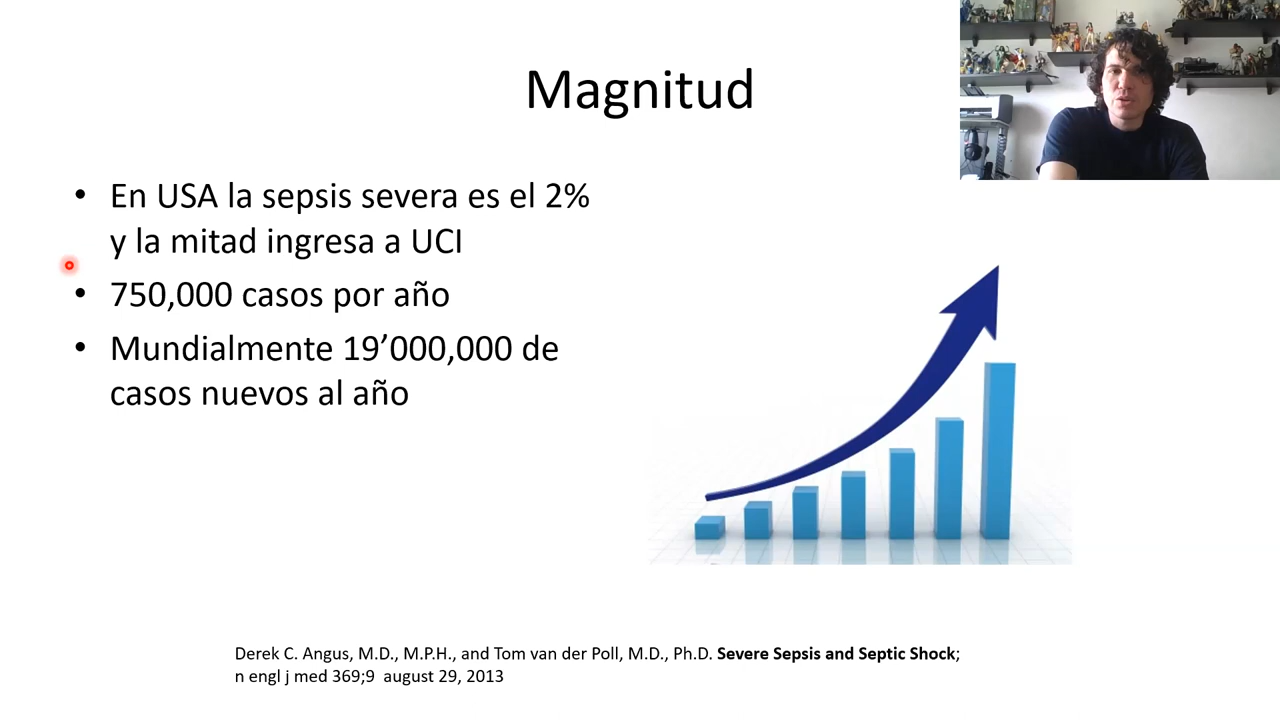 Magnitud
• En USA la sepsis severa es el 2%
y la mitad ingresa a UCI
• 750,000 casos por año
• Mundialmente 19’000,000 de
casos nuevos al año
Derek C. Angus, M.D., M.P.H., and Tom van der Poll, M.D., Ph.D. Severe Sepsis and Septic Shock;
n engl j med 369;9 august 29, 2013